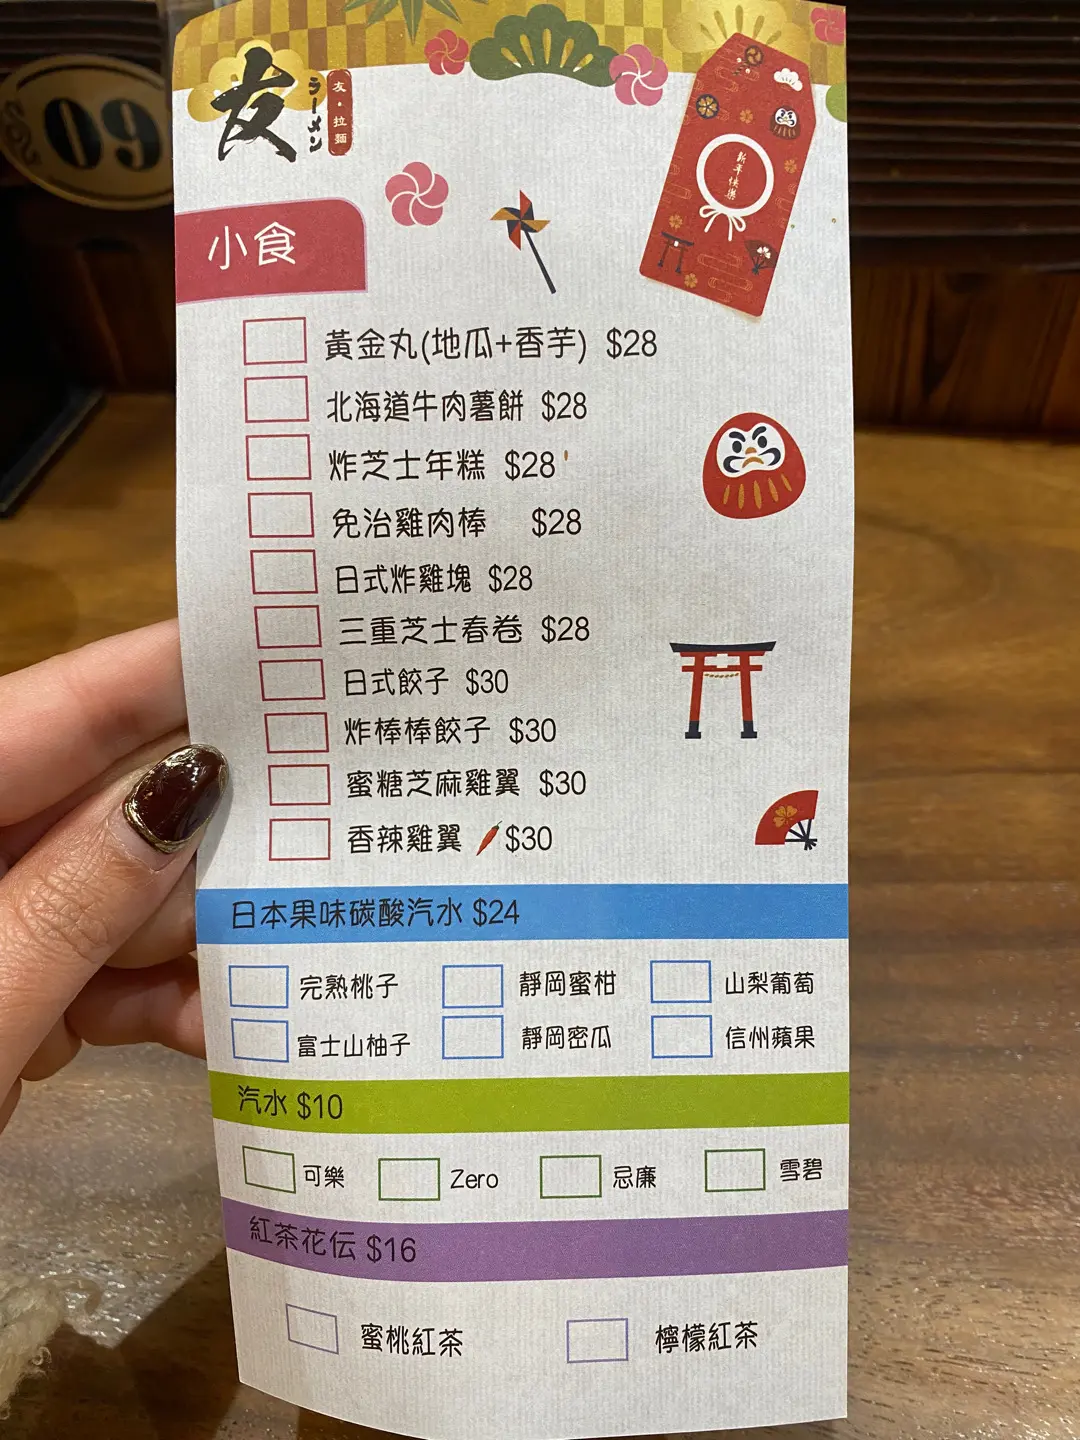 09
友
ラーメン
友・拉麵
新年快樂
小食
黃金丸(地瓜+香芋) $28
北海道牛肉薯餅 $28
炸芝士年糕 $28
免治雞肉棒 $28
日式炸雞塊 $28
三重芝士春卷 $28
日式餃子 $30
炸棒棒餃子 $30
蜜糖芝麻雞翼 $30
香辣雞翼 $30
日本果味碳酸汽水 $24
完熟桃子 靜岡蜜柑 山梨葡萄
富士山柚子 靜岡密瓜 信州蘋果
汽水 $10
可樂 Zero 忌廉 雪碧
紅茶花伝 $16
蜜桃紅茶 檸檬紅茶